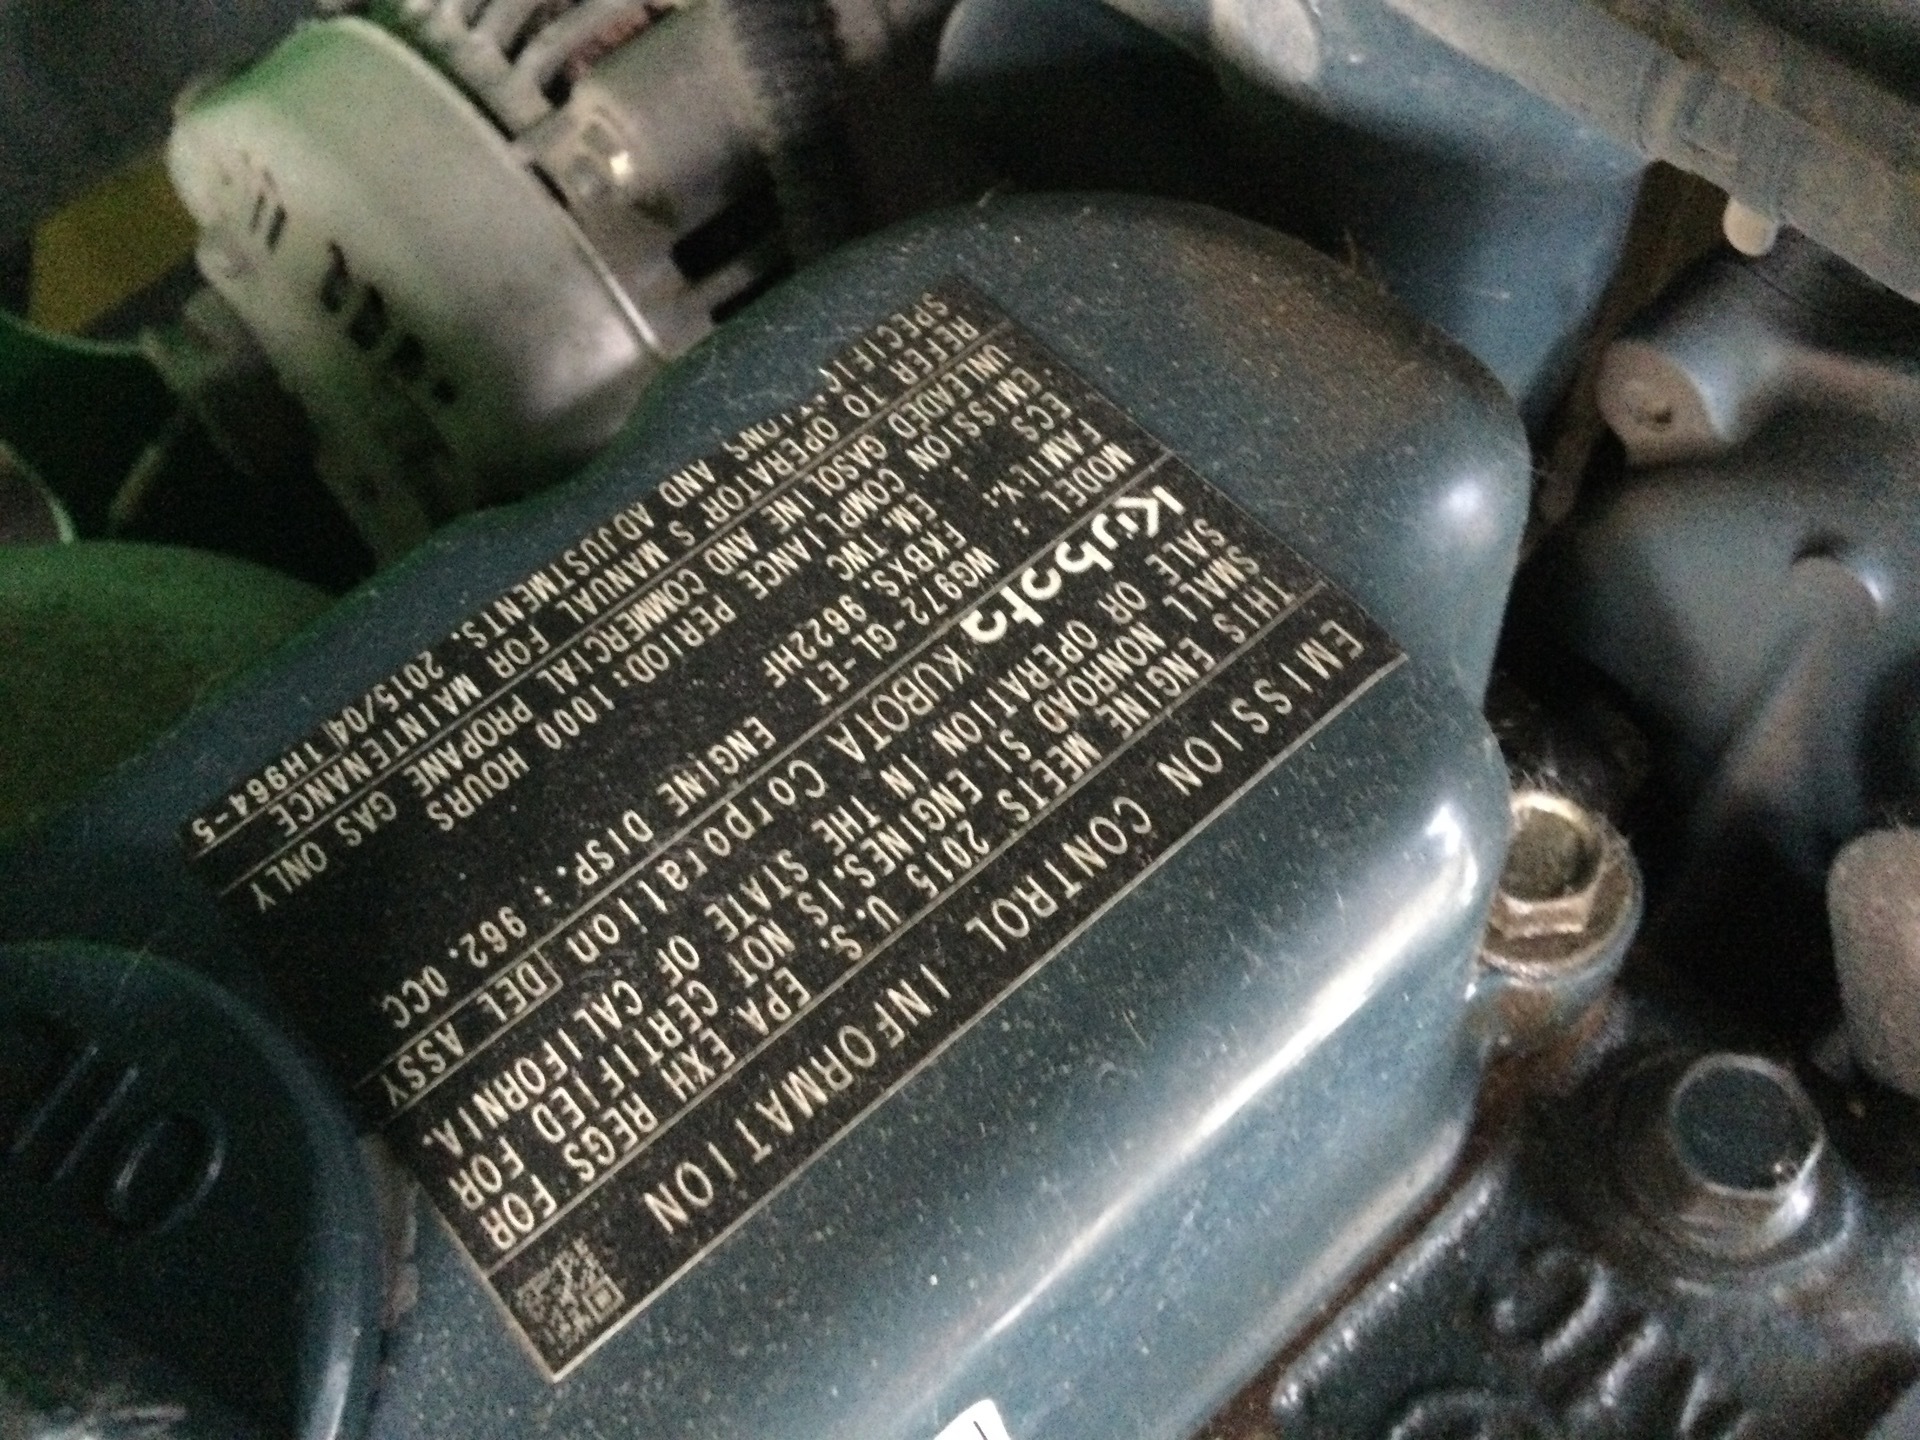 EMISSION CONTROL INFORMATION
THIS ENGINE MEETS 2015 U.S. EPA EXH REGS FOR
SMALL NONROAD SI ENGINES.IS NOT CERTIFIED FOR
SALE OR OPERATION IN THE STATE OF CALIFORNIA.
Kubota KUBOTA Corporation DEL ASSY
MODEL : WG972-GL-ET ENGINE DISP.: 962.0CC
FAMILY: FKBXS.9622HF
ECS : EM,TWC
EMISSION COMPLIANCE PERIOD:1000 HOURS
UNLEADED GASOLINE AND COMMERCIAL PROPANE GAS ONLY
REFER TO OPERATOR'S MANUAL FOR MAINTENANCE
SPECIFICATIONS AND ADJUSTMENTS. 2015/04 1H964-5
OIL